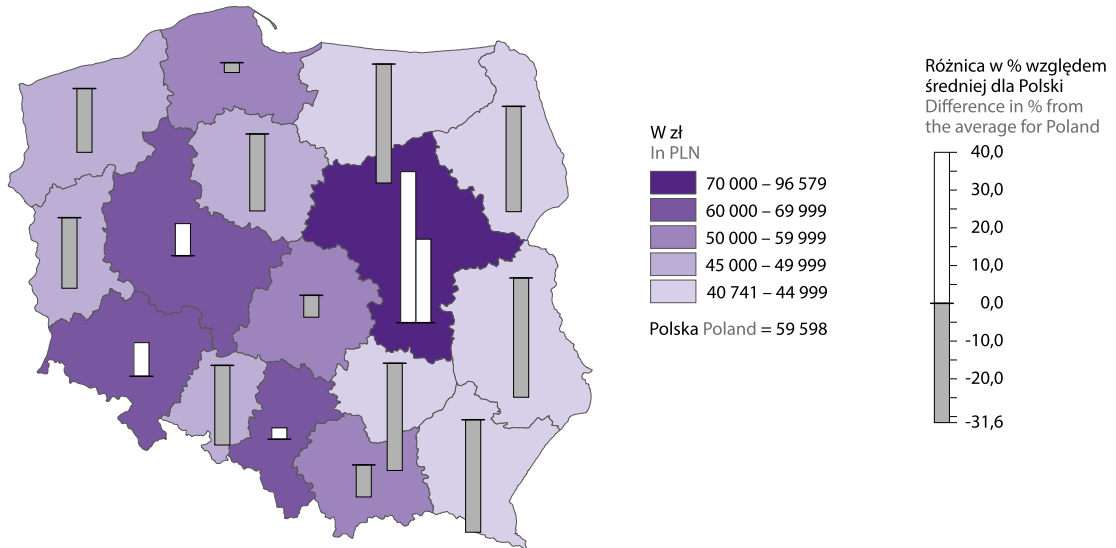 W zł
In PLN
70 000 – 96 579
60 000 – 69 999
50 000 – 59 999
45 000 – 49 999
40 741 – 44 999
Polska Poland = 59 598
Różnica w % względem
średniej dla Polski
Difference in % from
the average for Poland
40,0
30,0
20,0
10,0
0,0
-10,0
-20,0
-31,6